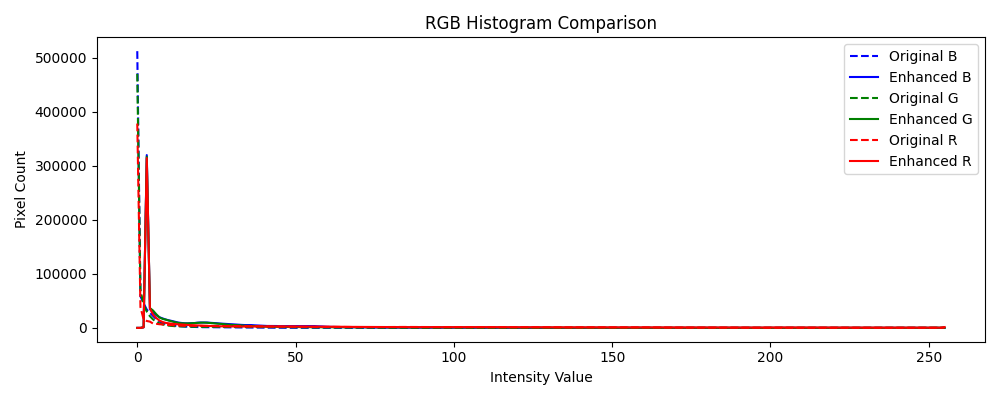 RGB Histogram Comparison
Original B
Enhanced B
Original G
Enhanced G
Original R
Enhanced R
Pixel Count
500000
400000
300000
200000
100000
0
0 50 100 150 200 250
Intensity Value